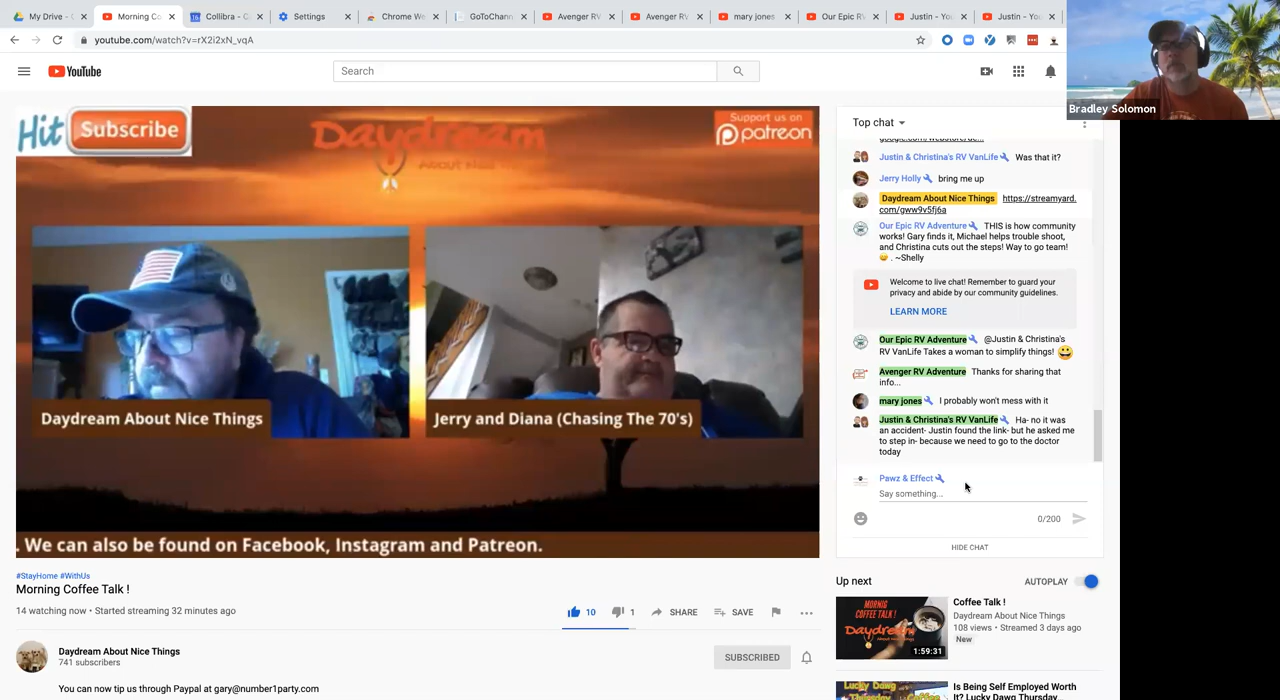 My Drive - G
Morning Co
Collibra - C
Settings
Chrome We
GoToChann
Avenger RV
Avenger RV
mary jones
Our Epic RV
Justin - You
Justin - You
youtube.com/watch?v=rX2i2xN_vqA
YouTube
Search
Bradley Solomon
Hit Subscribe
Daydream
About Nice Things
Support us on
patreon
Daydream About Nice Things
Jerry and Diana (Chasing The 70's)
. We can also be found on Facebook, Instagram and Patreon.
Top chat
Justin & Christina's RV VanLife Was that it?
Jerry Holly bring me up
Daydream About Nice Things https://streamyard.
com/gww9v5fj6a
Our Epic RV Adventure THIS is how community
works! Gary finds it, Michael helps trouble shoot,
and Christina cuts out the steps! Way to go team!
. ~Shelly
Welcome to live chat! Remember to guard your
privacy and abide by our community guidelines.
LEARN MORE
Our Epic RV Adventure @Justin & Christina's
RV VanLife Takes a woman to simplify things!
Avenger RV Adventure Thanks for sharing that
info...
mary jones I probably won't mess with it
Justin & Christina's RV VanLife Ha- no it was
an accident- Justin found the link- but he asked me
to step in- because we need to go to the doctor
today
Pawz & Effect
Say something...
0/200
HIDE CHAT
#StayHome #WithUs
Morning Coffee Talk !
14 watching now • Started streaming 32 minutes ago
10
1
SHARE
SAVE
Daydream About Nice Things
741 subscribers
SUBSCRIBED
You can now tip us through Paypal at gary@number1party.com
Up next
AUTOPLAY
MORNIG
COFFEE TALK !
Daydream
1:59:31
Coffee Talk !
Daydream About Nice Things
108 views • Streamed 3 days ago
New
Lucky Dawg
Thursday
Is Being Self Employed Worth
It? Lucky Dawg Thursday...